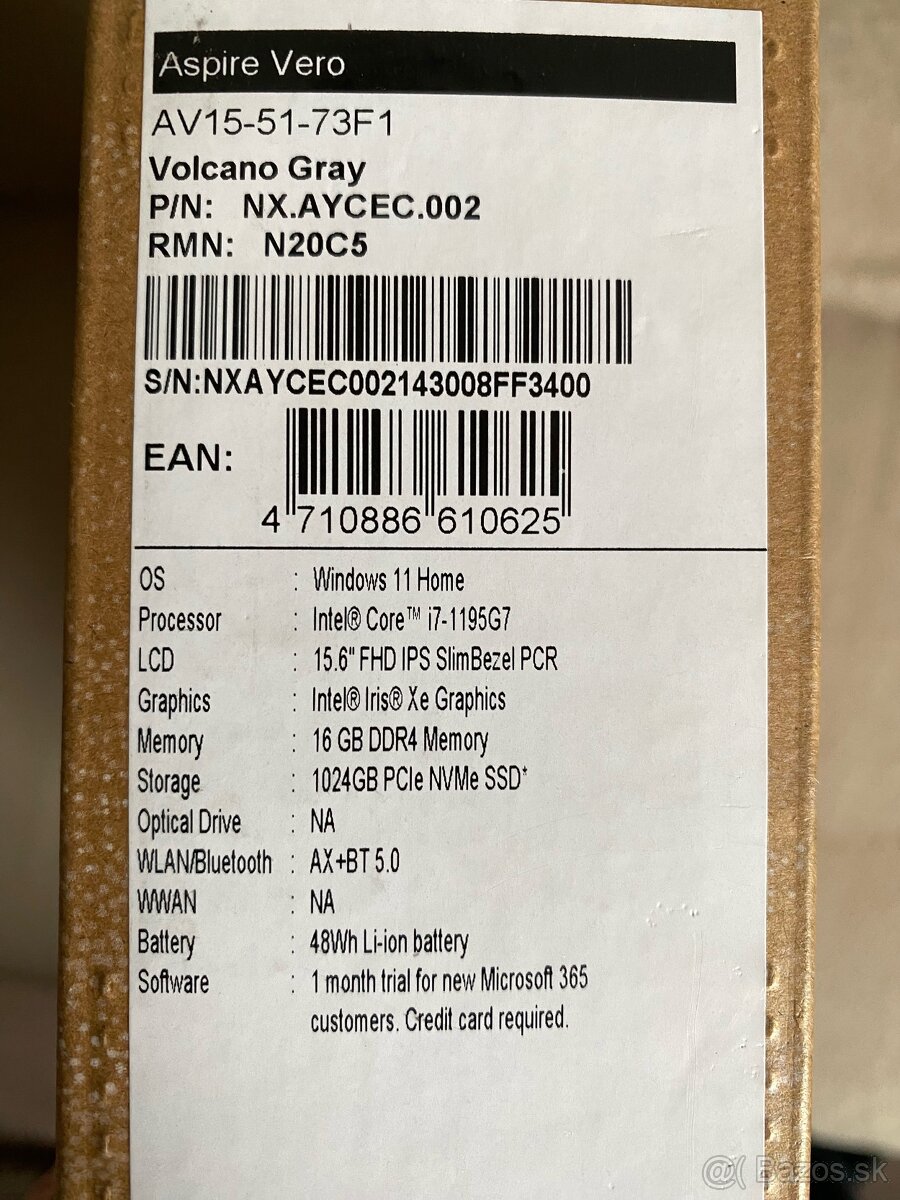 Aspire Vero
AV15-51-73F1
Volcano Gray
P/N: NX.AYCEC.002
RMN: N20C5
S/N:NXAYCEC002143008FF3400
EAN:
4 710886 610625
OS : Windows 11 Home
Processor : Intel® Core™ i7-1195G7
LCD : 15.6" FHD IPS SlimBezel PCR
Graphics : Intel® Iris® Xe Graphics
Memory : 16 GB DDR4 Memory
Storage : 1024GB PCIe NVMe SSD*
Optical Drive : NA
WLAN/Bluetooth : AX+BT 5.0
WWAN : NA
Battery : 48Wh Li-ion battery
Software : 1 month trial for new Microsoft 365
customers. Credit card required.
Bazos.sk